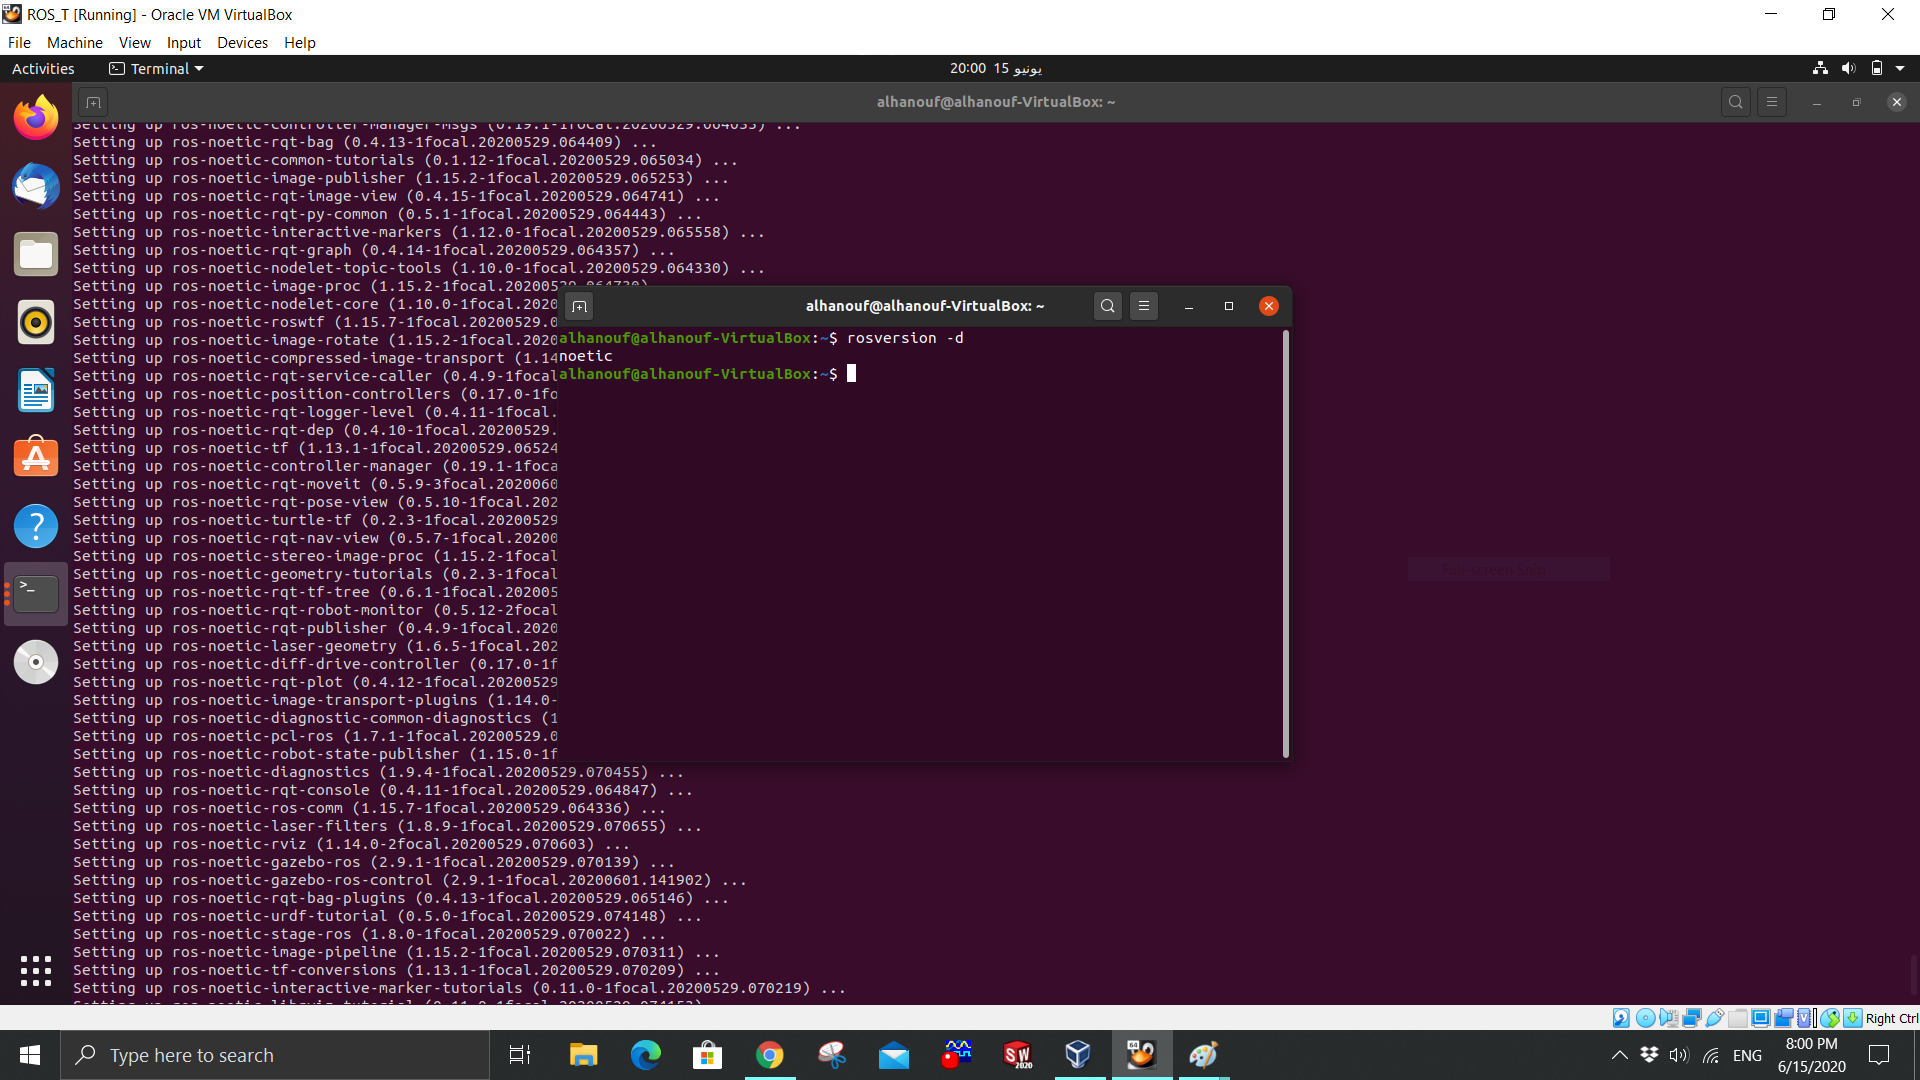 ROS_T [Running] - Oracle VM VirtualBox
File Machine View Input Devices Help
Activities Terminal 20:00 15 يونيو
alhanouf@alhanouf-VirtualBox: ~
Setting up ros-noetic-controller-manager-msgs (0.19.1-1focal.20200529.064633) ...
Setting up ros-noetic-rqt-bag (0.4.13-1focal.20200529.064409) ...
Setting up ros-noetic-common-tutorials (0.1.12-1focal.20200529.065034) ...
Setting up ros-noetic-image-publisher (1.15.2-1focal.20200529.065253) ...
Setting up ros-noetic-rqt-image-view (0.4.15-1focal.20200529.064741) ...
Setting up ros-noetic-rqt-py-common (0.5.1-1focal.20200529.064443) ...
Setting up ros-noetic-interactive-markers (1.12.0-1focal.20200529.065558) ...
Setting up ros-noetic-rqt-graph (0.4.14-1focal.20200529.064357) ...
Setting up ros-noetic-nodelet-topic-tools (1.10.0-1focal.20200529.064330) ...
Setting up ros-noetic-image-proc (1.15.2-1focal.20200529.064730)
Setting up ros-noetic-nodelet-core (1.10.0-1focal.2020
Setting up ros-noetic-roswtf (1.15.7-1focal.20200529.0
Setting up ros-noetic-image-rotate (1.15.2-1focal.2020
Setting up ros-noetic-compressed-image-transport (1.14
Setting up ros-noetic-rqt-service-caller (0.4.9-1focal
Setting up ros-noetic-position-controllers (0.17.0-1fo
Setting up ros-noetic-rqt-logger-level (0.4.11-1focal.
Setting up ros-noetic-rqt-dep (0.4.10-1focal.20200529.
Setting up ros-noetic-tf (1.13.1-1focal.20200529.06524
Setting up ros-noetic-controller-manager (0.19.1-1foca
Setting up ros-noetic-rqt-moveit (0.5.9-3focal.2020060
Setting up ros-noetic-rqt-pose-view (0.5.10-1focal.202
Setting up ros-noetic-turtle-tf (0.2.3-1focal.20200529
Setting up ros-noetic-rqt-nav-view (0.5.7-1focal.20200
Setting up ros-noetic-stereo-image-proc (1.15.2-1focal
Setting up ros-noetic-geometry-tutorials (0.2.3-1focal
Setting up ros-noetic-rqt-tf-tree (0.6.1-1focal.202005
Setting up ros-noetic-rqt-robot-monitor (0.5.12-2focal
Setting up ros-noetic-rqt-publisher (0.4.9-1focal.2020
Setting up ros-noetic-laser-geometry (1.6.5-1focal.202
Setting up ros-noetic-diff-drive-controller (0.17.0-1f
Setting up ros-noetic-rqt-plot (0.4.12-1focal.20200529
Setting up ros-noetic-image-transport-plugins (1.14.0-
Setting up ros-noetic-diagnostic-common-diagnostics (1
Setting up ros-noetic-pcl-ros (1.7.1-1focal.20200529.0
Setting up ros-noetic-robot-state-publisher (1.15.0-1f
Setting up ros-noetic-diagnostics (1.9.4-1focal.20200529.070455) ...
Setting up ros-noetic-rqt-console (0.4.11-1focal.20200529.064847) ...
Setting up ros-noetic-ros-comm (1.15.7-1focal.20200529.064336) ...
Setting up ros-noetic-laser-filters (1.8.9-1focal.20200529.070655) ...
Setting up ros-noetic-rviz (1.14.0-2focal.20200529.070603) ...
Setting up ros-noetic-gazebo-ros (2.9.1-1focal.20200529.070139) ...
Setting up ros-noetic-gazebo-ros-control (2.9.1-1focal.20200601.141902) ...
Setting up ros-noetic-rqt-bag-plugins (0.4.13-1focal.20200529.065146) ...
Setting up ros-noetic-urdf-tutorial (0.5.0-1focal.20200529.074148) ...
Setting up ros-noetic-stage-ros (1.8.0-1focal.20200529.070022) ...
Setting up ros-noetic-image-pipeline (1.15.2-1focal.20200529.070311) ...
Setting up ros-noetic-tf-conversions (1.13.1-1focal.20200529.070209) ...
Setting up ros-noetic-interactive-marker-tutorials (0.11.0-1focal.20200529.070219) ...
alhanouf@alhanouf-VirtualBox: ~
alhanouf@alhanouf-VirtualBox:~$ rosversion -d
noetic
alhanouf@alhanouf-VirtualBox:~$
Right Ctrl
Type here to search
SW 2020
64
ENG
8:00 PM
6/15/2020